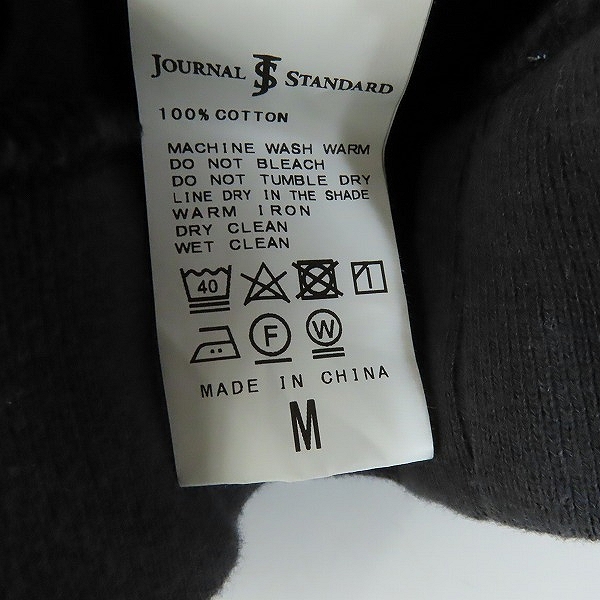 JOURNAL JS STANDARD
100% COTTON
MACHINE WASH WARM
DO NOT BLEACH
DO NOT TUMBLE DRY
LINE DRY IN THE SHADE
WARM IRON
DRY CLEAN
WET CLEAN
40
F W
MADE IN CHINA
M